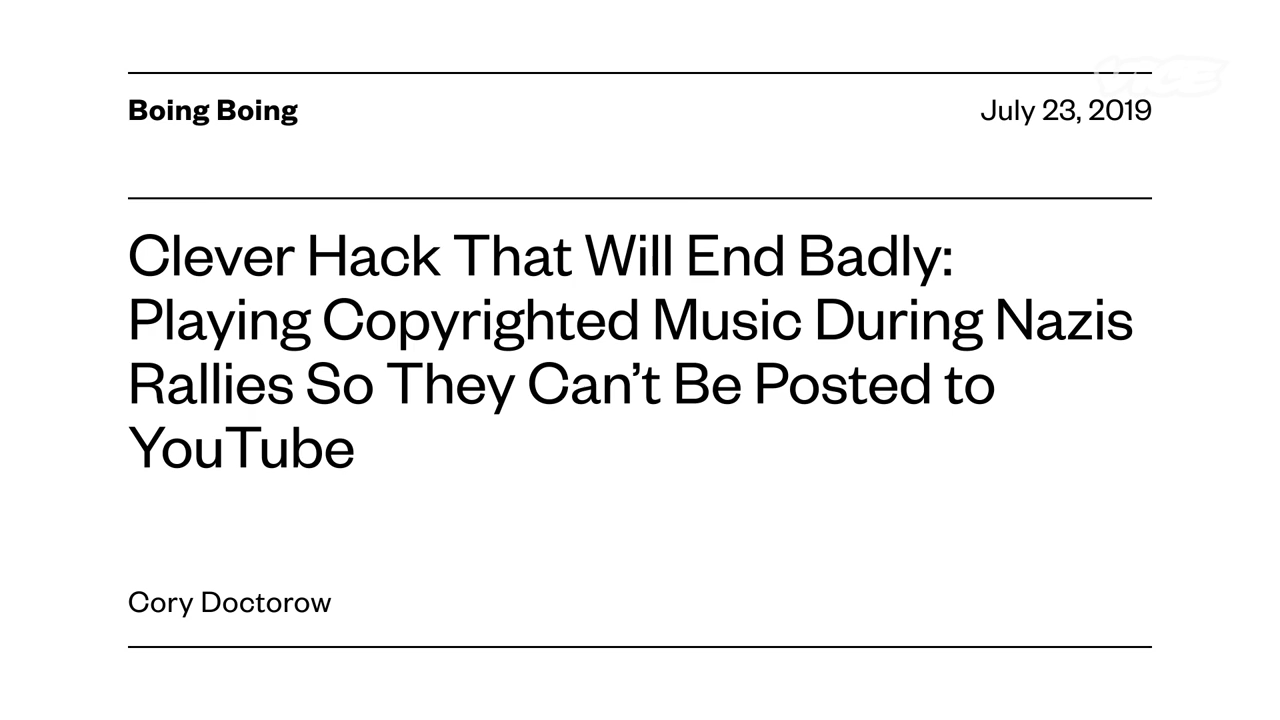 VICE
Boing Boing
July 23, 2019
Clever Hack That Will End Badly:
Playing Copyrighted Music During Nazis
Rallies So They Can’t Be Posted to
YouTube
Cory Doctorow